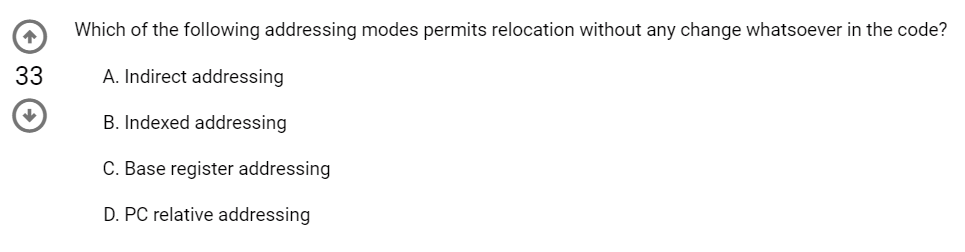 Which of the following addressing modes permits relocation without any change whatsoever in the code?
33
A. Indirect addressing
B. Indexed addressing
C. Base register addressing
D. PC relative addressing